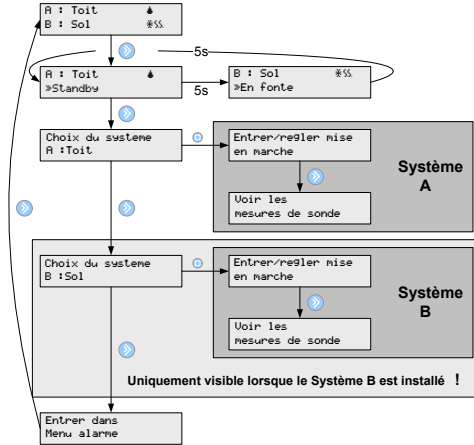 A : Toit
B : Sol
5s
A : Toit
»Standby
5s
B : Sol
»En fonte
Choix du systeme
A :Toit
Entrer/regler mise
en marche
Système
A
Voir les
mesures de sonde
Choix du systeme
B :Sol
Entrer/regler mise
en marche
Système
B
Voir les
mesures de sonde
Uniquement visible lorsque le Système B est installé !
Entrer dans
Menu alarme